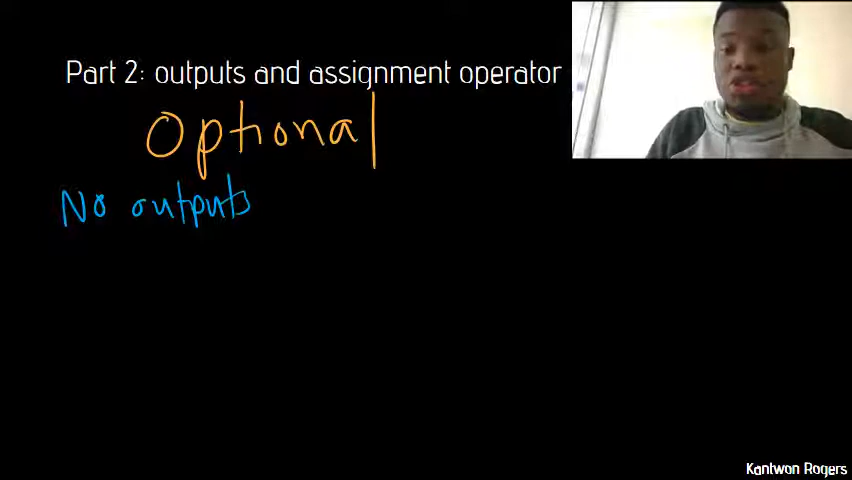 Part 2: outputs and assignment operator
Optional
No outputs
Kantwon Rogers